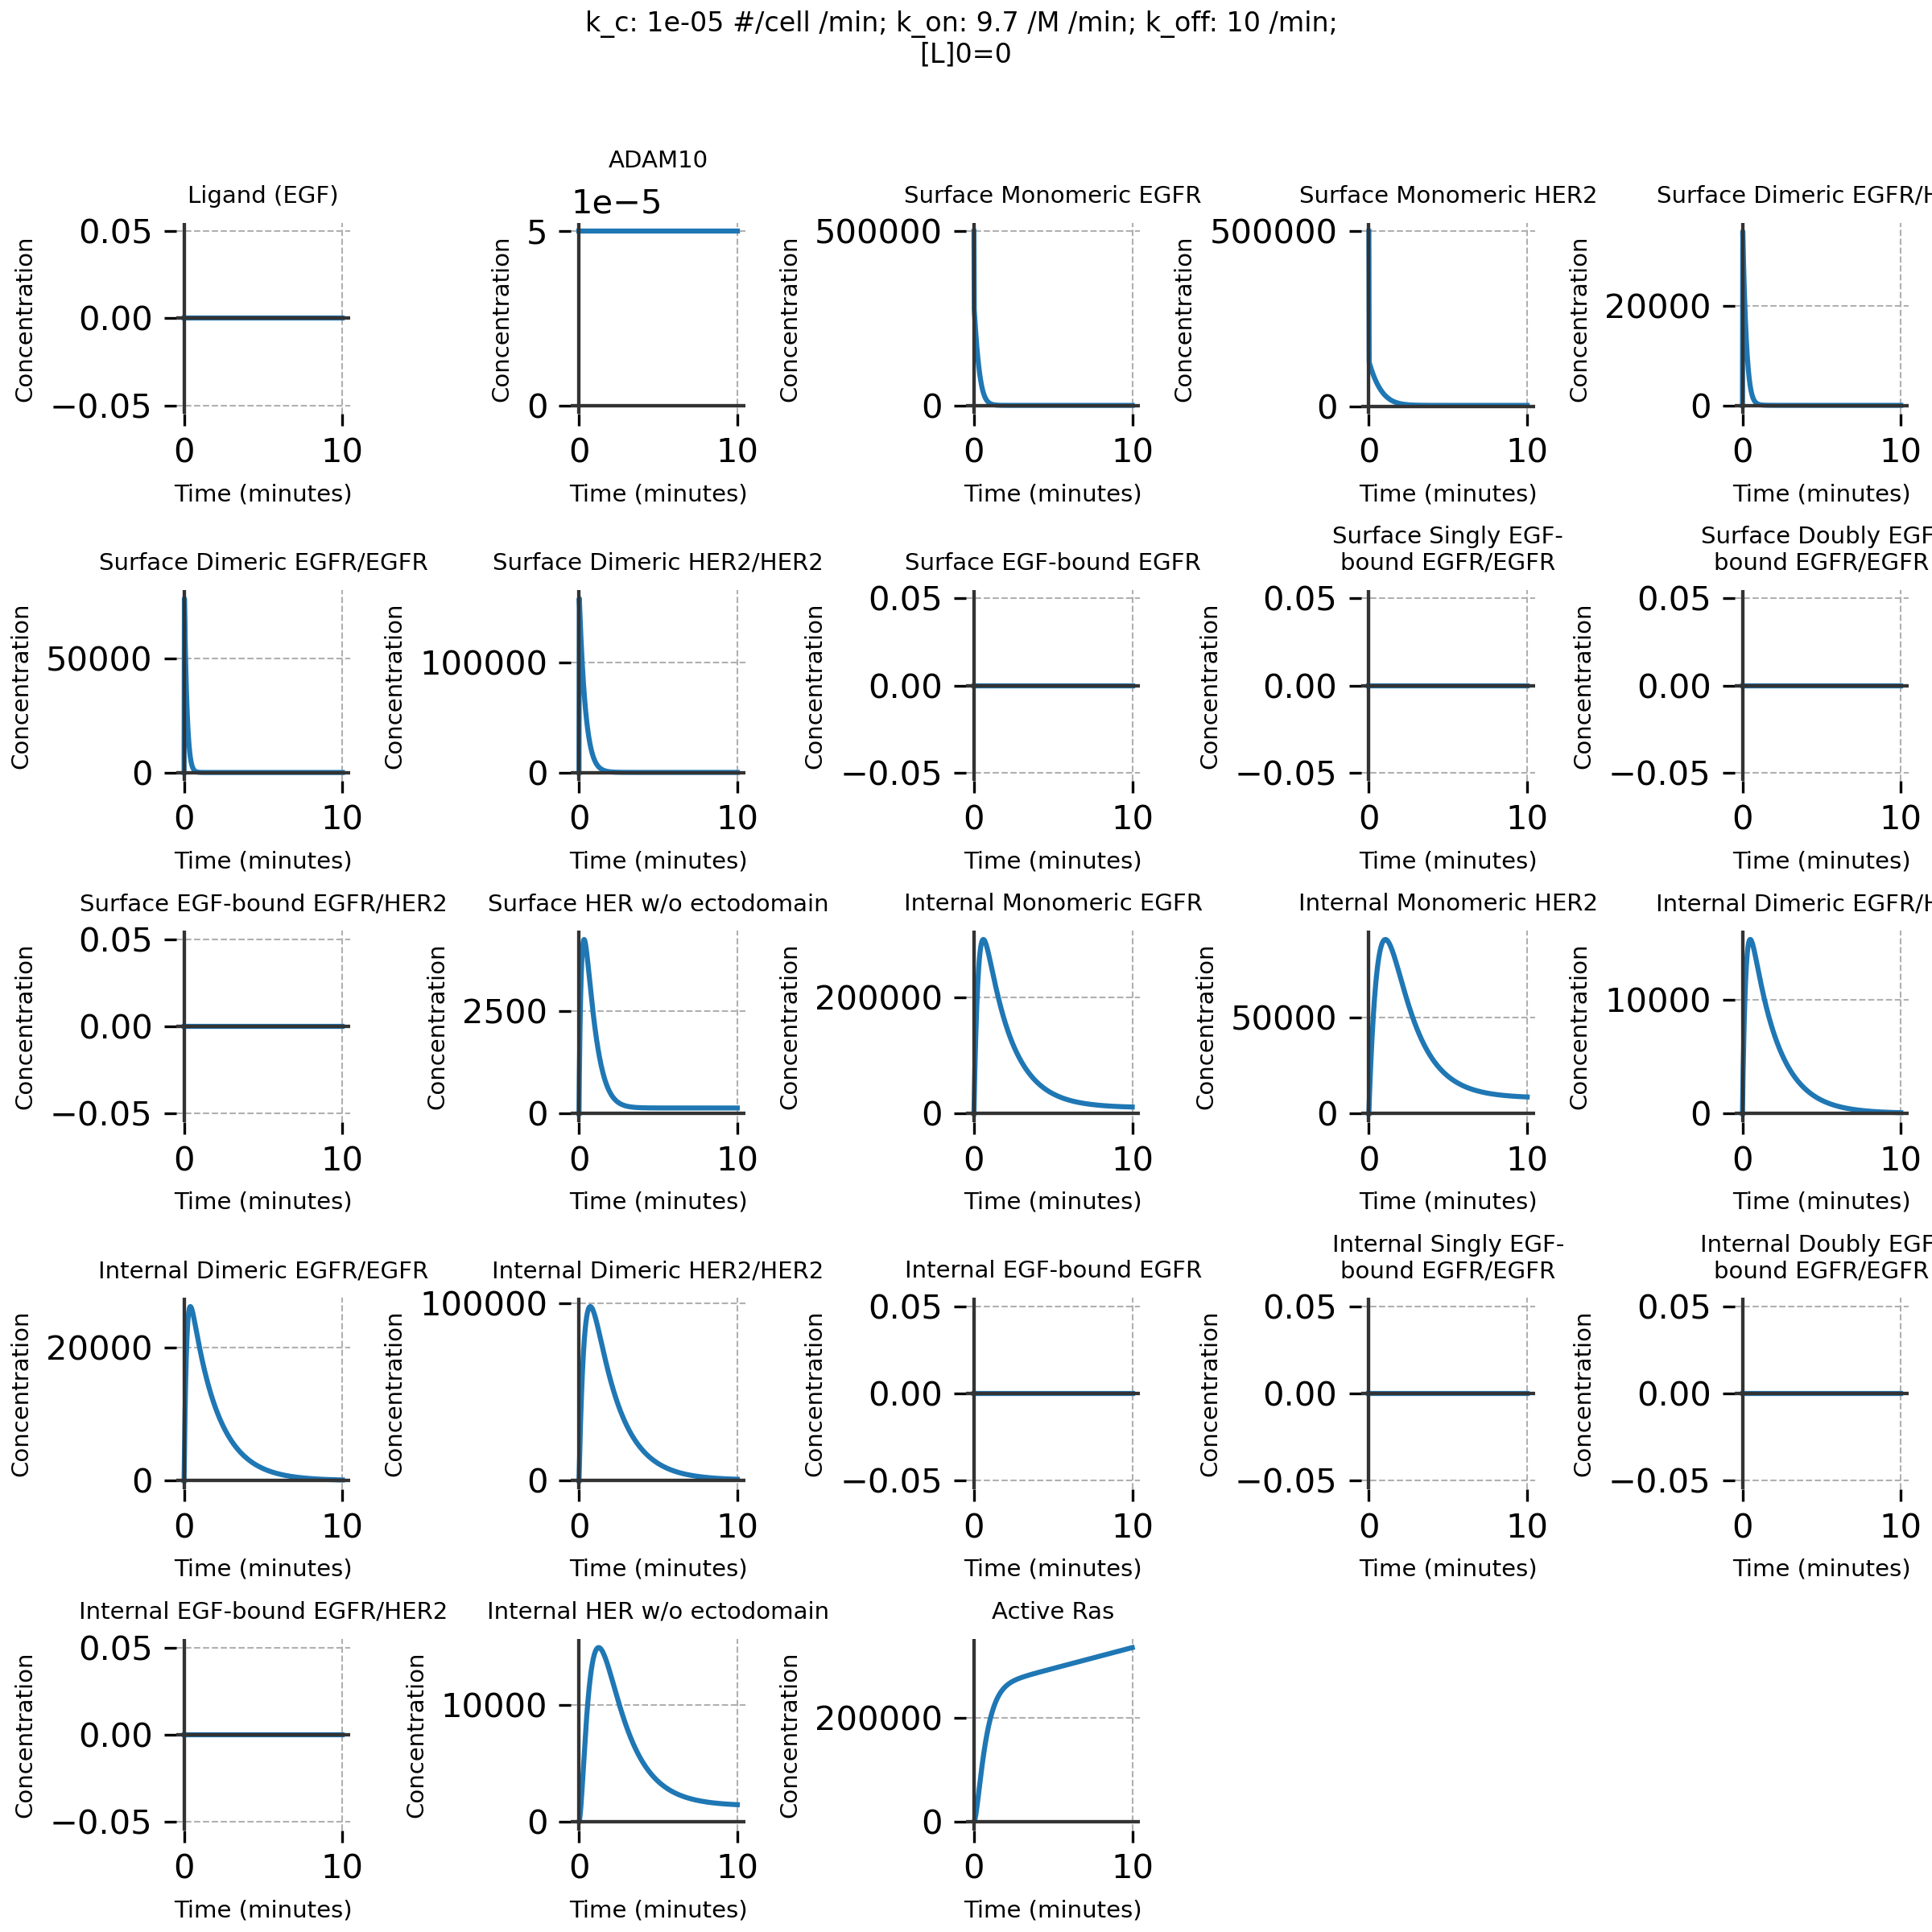 k_c: 1e-05 #/cell /min; k_on: 9.7 /M /min; k_off: 10 /min;
[L]0=0
Ligand (EGF)
Concentration
0.05
0.00
−0.05
0
10
Time (minutes)
ADAM10
1e−5
Concentration
5
0
0
10
Time (minutes)
Surface Monomeric EGFR
Concentration
500000
0
0
10
Time (minutes)
Surface Monomeric HER2
Concentration
500000
0
0
10
Time (minutes)
Surface Dimeric EGFR/H
Concentration
20000
0
0
10
Time (minutes)
Surface Dimeric EGFR/EGFR
Concentration
50000
0
0
10
Time (minutes)
Surface Dimeric HER2/HER2
Concentration
100000
0
0
10
Time (minutes)
Surface EGF-bound EGFR
Concentration
0.05
0.00
−0.05
0
10
Time (minutes)
Surface Singly EGF-
bound EGFR/EGFR
Concentration
0.05
0.00
−0.05
0
10
Time (minutes)
Surface Doubly EGF
bound EGFR/EGFR
Concentration
0.05
0.00
−0.05
0
10
Time (minutes)
Surface EGF-bound EGFR/HER2
Concentration
0.05
0.00
−0.05
0
10
Time (minutes)
Surface HER w/o ectodomain
Concentration
2500
0
0
10
Time (minutes)
Internal Monomeric EGFR
Concentration
200000
0
0
10
Time (minutes)
Internal Monomeric HER2
Concentration
50000
0
0
10
Time (minutes)
Internal Dimeric EGFR/H
Concentration
10000
0
0
10
Time (minutes)
Internal Dimeric EGFR/EGFR
Concentration
20000
0
0
10
Time (minutes)
Internal Dimeric HER2/HER2
Concentration
100000
0
0
10
Time (minutes)
Internal EGF-bound EGFR
Concentration
0.05
0.00
−0.05
0
10
Time (minutes)
Internal Singly EGF-
bound EGFR/EGFR
Concentration
0.05
0.00
−0.05
0
10
Time (minutes)
Internal Doubly EGF
bound EGFR/EGFR
Concentration
0.05
0.00
−0.05
0
10
Time (minutes)
Internal EGF-bound EGFR/HER2
Concentration
0.05
0.00
−0.05
0
10
Time (minutes)
Internal HER w/o ectodomain
Concentration
10000
0
0
10
Time (minutes)
Active Ras
Concentration
200000
0
0
10
Time (minutes)